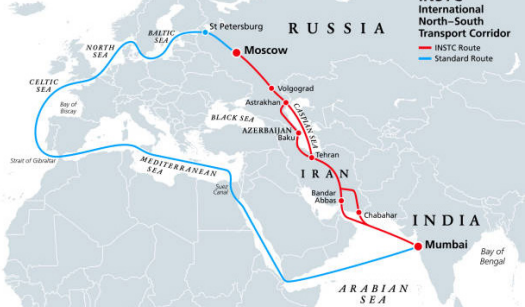 International
North–South
Transport Corridor
INSTC Route
Standard Route
St Petersburg
BALTIC
SEA
NORTH
SEA
RUSSIA
Moscow
CELTIC
SEA
Volgograd
Bay of
Biscay
Astrakhan
CASPIAN SEA
BLACK SEA
AZERBAIJAN
Baku
Strait of Gibraltar
MEDITERRANEAN
SEA
Tehran
IRAN
Suez
Canal
Bandar
Abbas
Chabahar
INDIA
Mumbai
Bay of
Bengal
ARABIAN
SEA